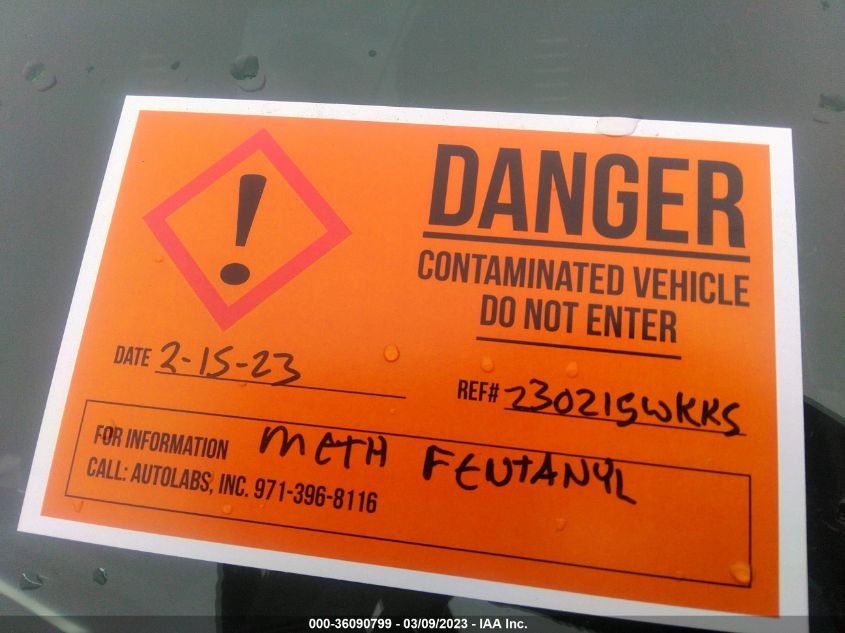 !
DANGER
CONTAMINATED VEHICLE
DO NOT ENTER
DATE 2-15-23
REF# 230215WKKS
FOR INFORMATION METH FENTANYL
CALL: AUTOLABS, INC. 971-396-8116
000-36090799 - 03/09/2023 - IAA Inc.